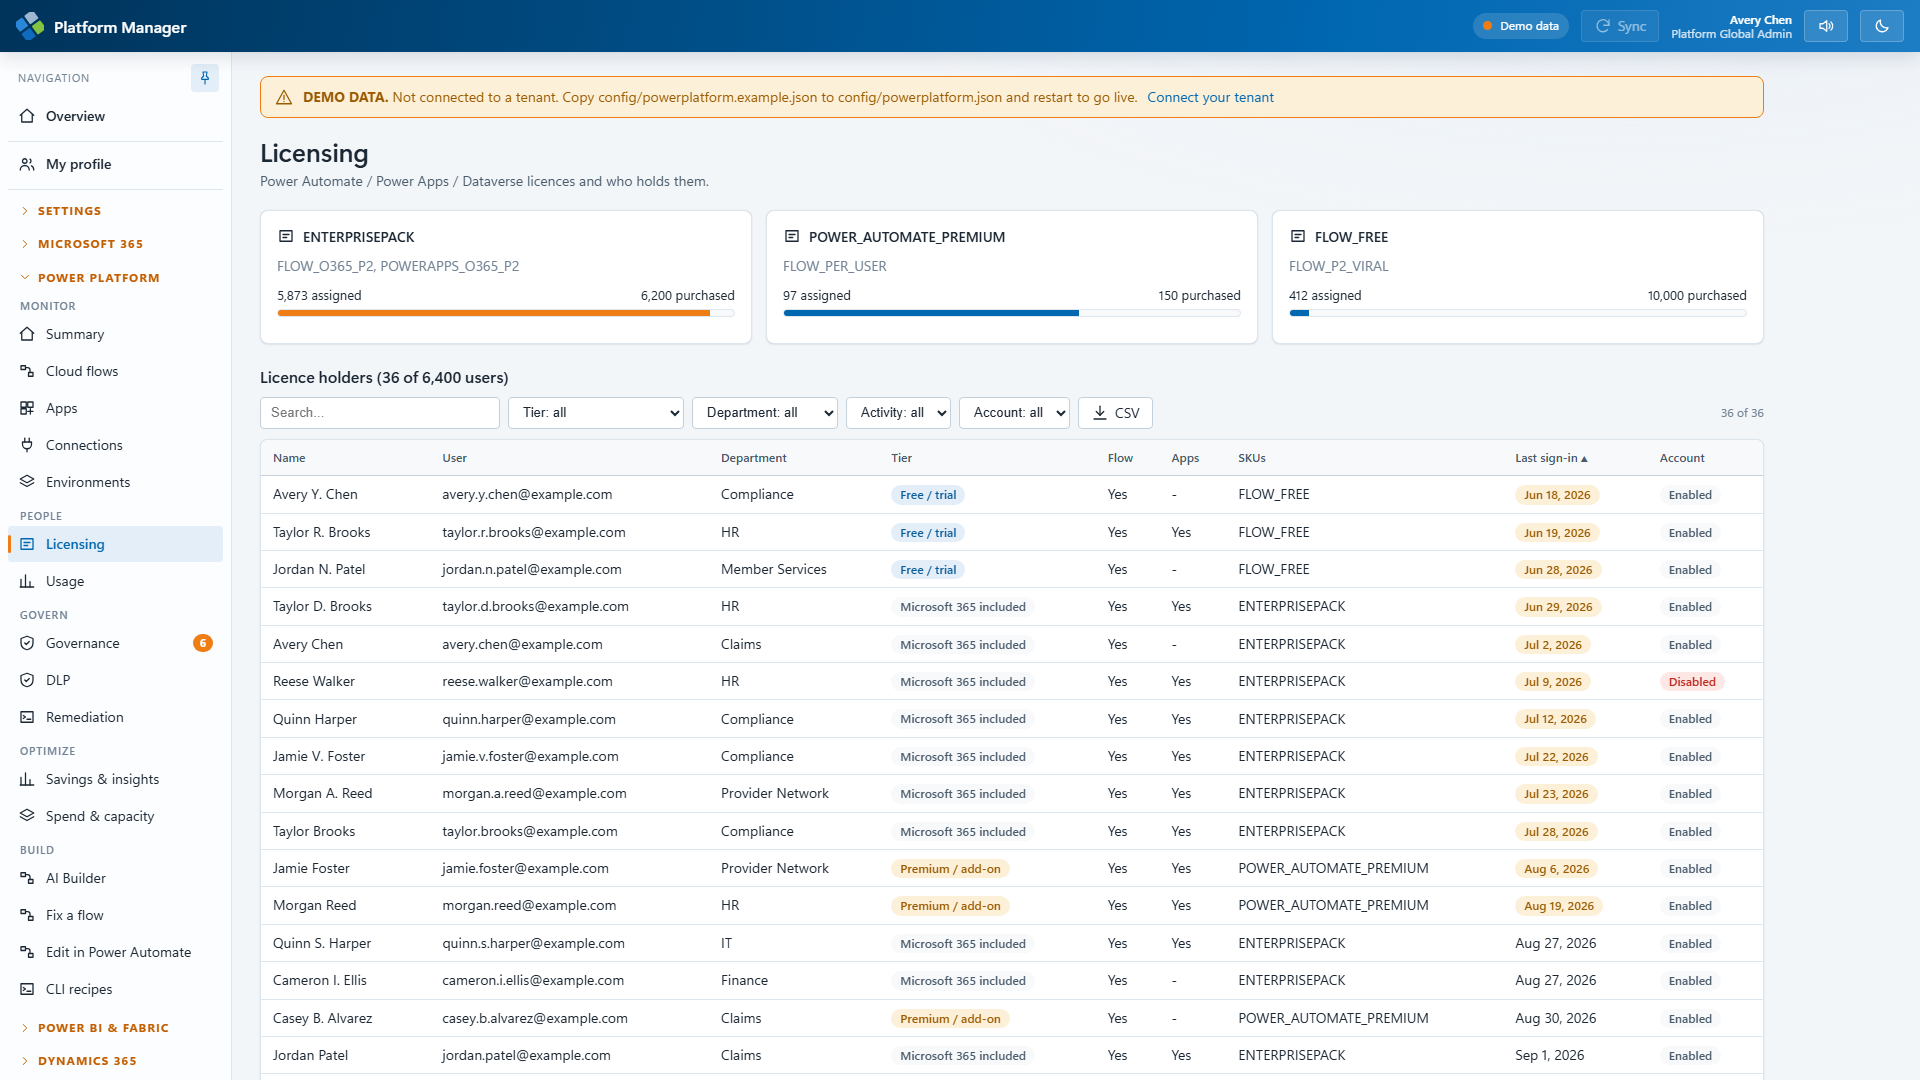 Platform Manager
Demo data
Sync
Avery Chen
Platform Global Admin
NAVIGATION
Overview
My profile
SETTINGS
MICROSOFT 365
POWER PLATFORM
MONITOR
Summary
Cloud flows
Apps
Connections
Environments
PEOPLE
Licensing
Usage
GOVERN
Governance 6
DLP
Remediation
OPTIMIZE
Savings & insights
Spend & capacity
BUILD
AI Builder
Fix a flow
Edit in Power Automate
CLI recipes
POWER BI & FABRIC
DYNAMICS 365
DEMO DATA. Not connected to a tenant. Copy config/powerplatform.example.json to config/powerplatform.json and restart to go live. Connect your tenant
Licensing
Power Automate / Power Apps / Dataverse licences and who holds them.
ENTERPRISEPACK
FLOW_O365_P2, POWERAPPS_O365_P2
5,873 assigned 6,200 purchased
POWER_AUTOMATE_PREMIUM
FLOW_PER_USER
97 assigned 150 purchased
FLOW_FREE
FLOW_P2_VIRAL
412 assigned 10,000 purchased
Licence holders (36 of 6,400 users)
Search... Tier: all Department: all Activity: all Account: all CSV 36 of 36
Name User Department Tier Flow Apps SKUs Last sign-in ▲ Account
Avery Y. Chen avery.y.chen@example.com Compliance Free / trial Yes - FLOW_FREE Jun 18, 2026 Enabled
Taylor R. Brooks taylor.r.brooks@example.com HR Free / trial Yes Yes FLOW_FREE Jun 19, 2026 Enabled
Jordan N. Patel jordan.n.patel@example.com Member Services Free / trial Yes - FLOW_FREE Jun 28, 2026 Enabled
Taylor D. Brooks taylor.d.brooks@example.com HR Microsoft 365 included Yes Yes ENTERPRISEPACK Jun 29, 2026 Enabled
Avery Chen avery.chen@example.com Claims Microsoft 365 included Yes - ENTERPRISEPACK Jul 2, 2026 Enabled
Reese Walker reese.walker@example.com HR Microsoft 365 included Yes Yes ENTERPRISEPACK Jul 9, 2026 Disabled
Quinn Harper quinn.harper@example.com Compliance Microsoft 365 included Yes Yes ENTERPRISEPACK Jul 12, 2026 Enabled
Jamie V. Foster jamie.v.foster@example.com Compliance Microsoft 365 included Yes Yes ENTERPRISEPACK Jul 22, 2026 Enabled
Morgan A. Reed morgan.a.reed@example.com Provider Network Microsoft 365 included Yes Yes ENTERPRISEPACK Jul 23, 2026 Enabled
Taylor Brooks taylor.brooks@example.com Compliance Microsoft 365 included Yes Yes ENTERPRISEPACK Jul 28, 2026 Enabled
Jamie Foster jamie.foster@example.com Provider Network Premium / add-on Yes Yes POWER_AUTOMATE_PREMIUM Aug 6, 2026 Enabled
Morgan Reed morgan.reed@example.com HR Premium / add-on Yes Yes POWER_AUTOMATE_PREMIUM Aug 19, 2026 Enabled
Quinn S. Harper quinn.s.harper@example.com IT Microsoft 365 included Yes Yes ENTERPRISEPACK Aug 27, 2026 Enabled
Cameron I. Ellis cameron.i.ellis@example.com Finance Microsoft 365 included Yes - ENTERPRISEPACK Aug 27, 2026 Enabled
Casey B. Alvarez casey.b.alvarez@example.com Claims Premium / add-on Yes - POWER_AUTOMATE_PREMIUM Aug 30, 2026 Enabled
Jordan Patel jordan.patel@example.com Claims Microsoft 365 included Yes Yes ENTERPRISEPACK Sep 1, 2026 Enabled